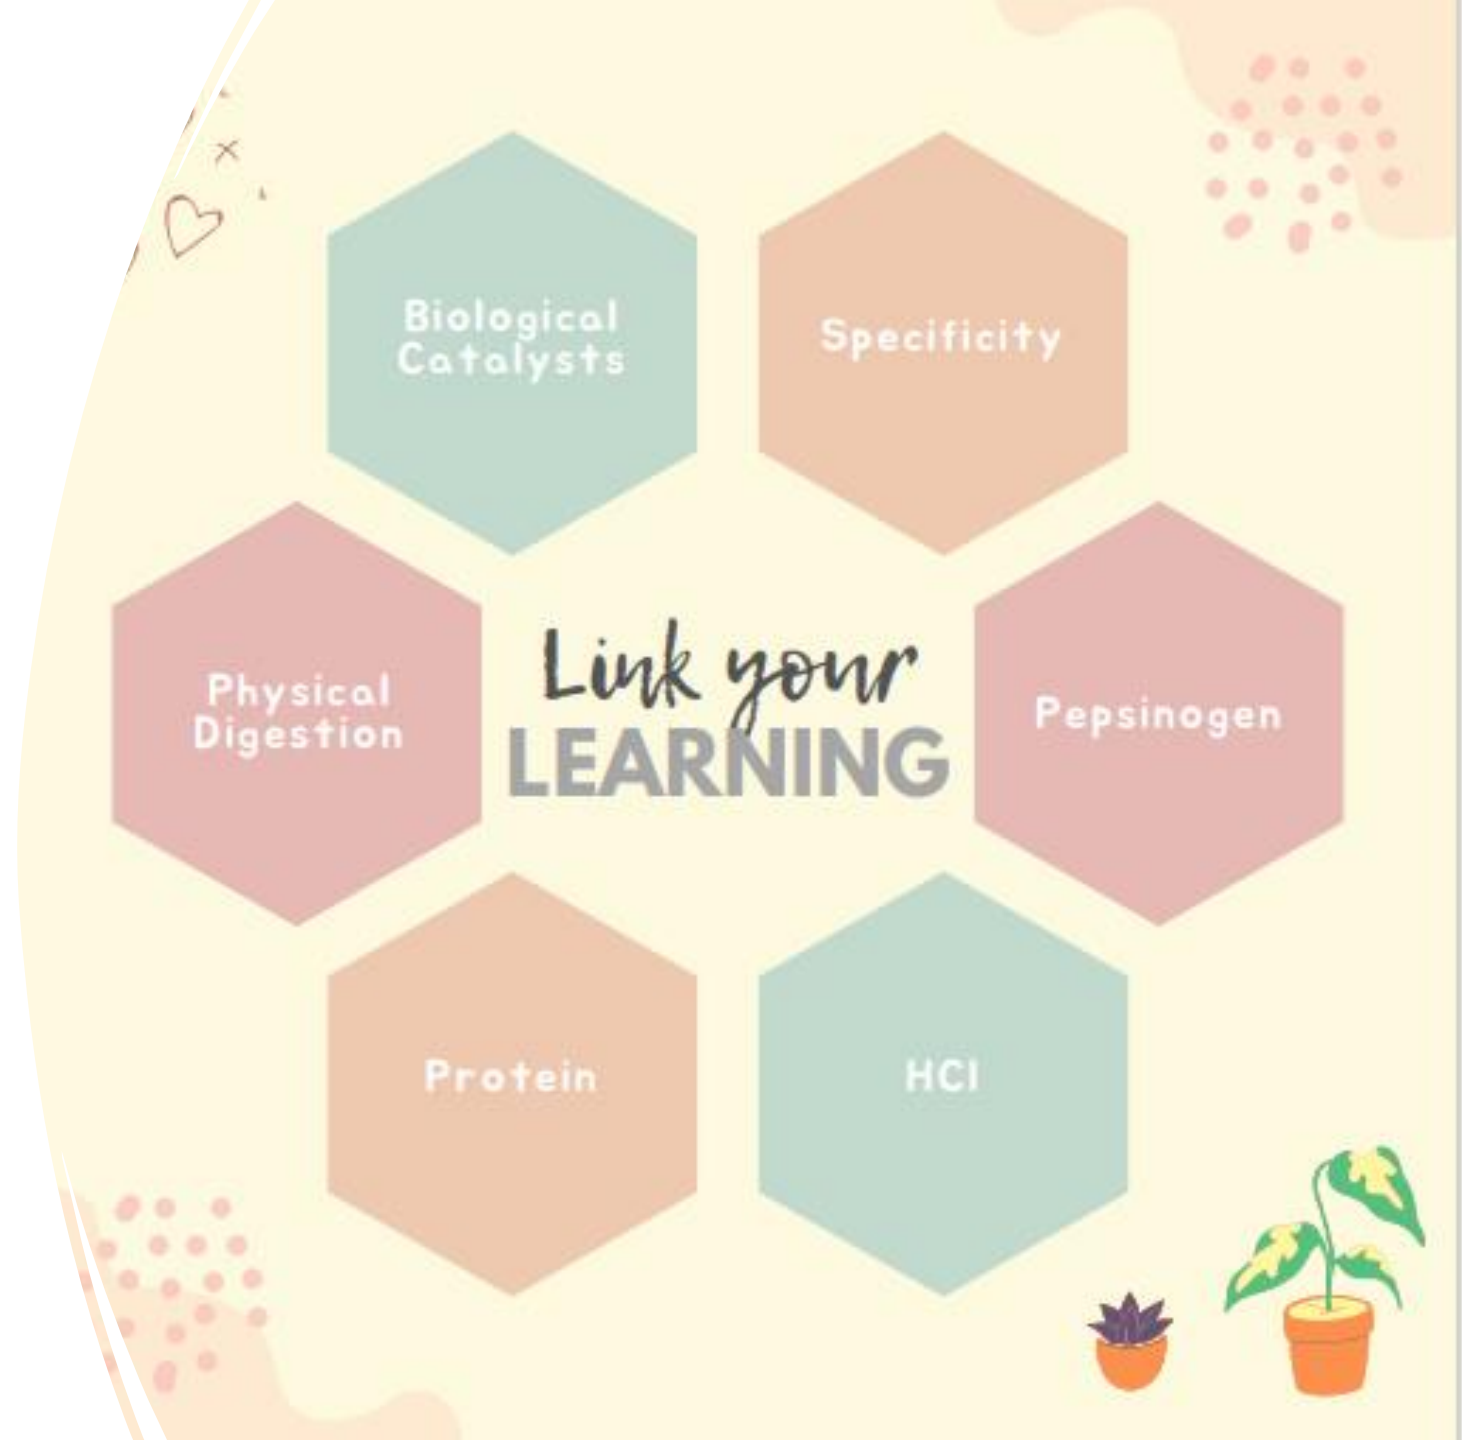 Biological
Catalysts
Specificity
Physical
Digestion
Link your
LEARNING
Pepsinogen
Protein
HCl